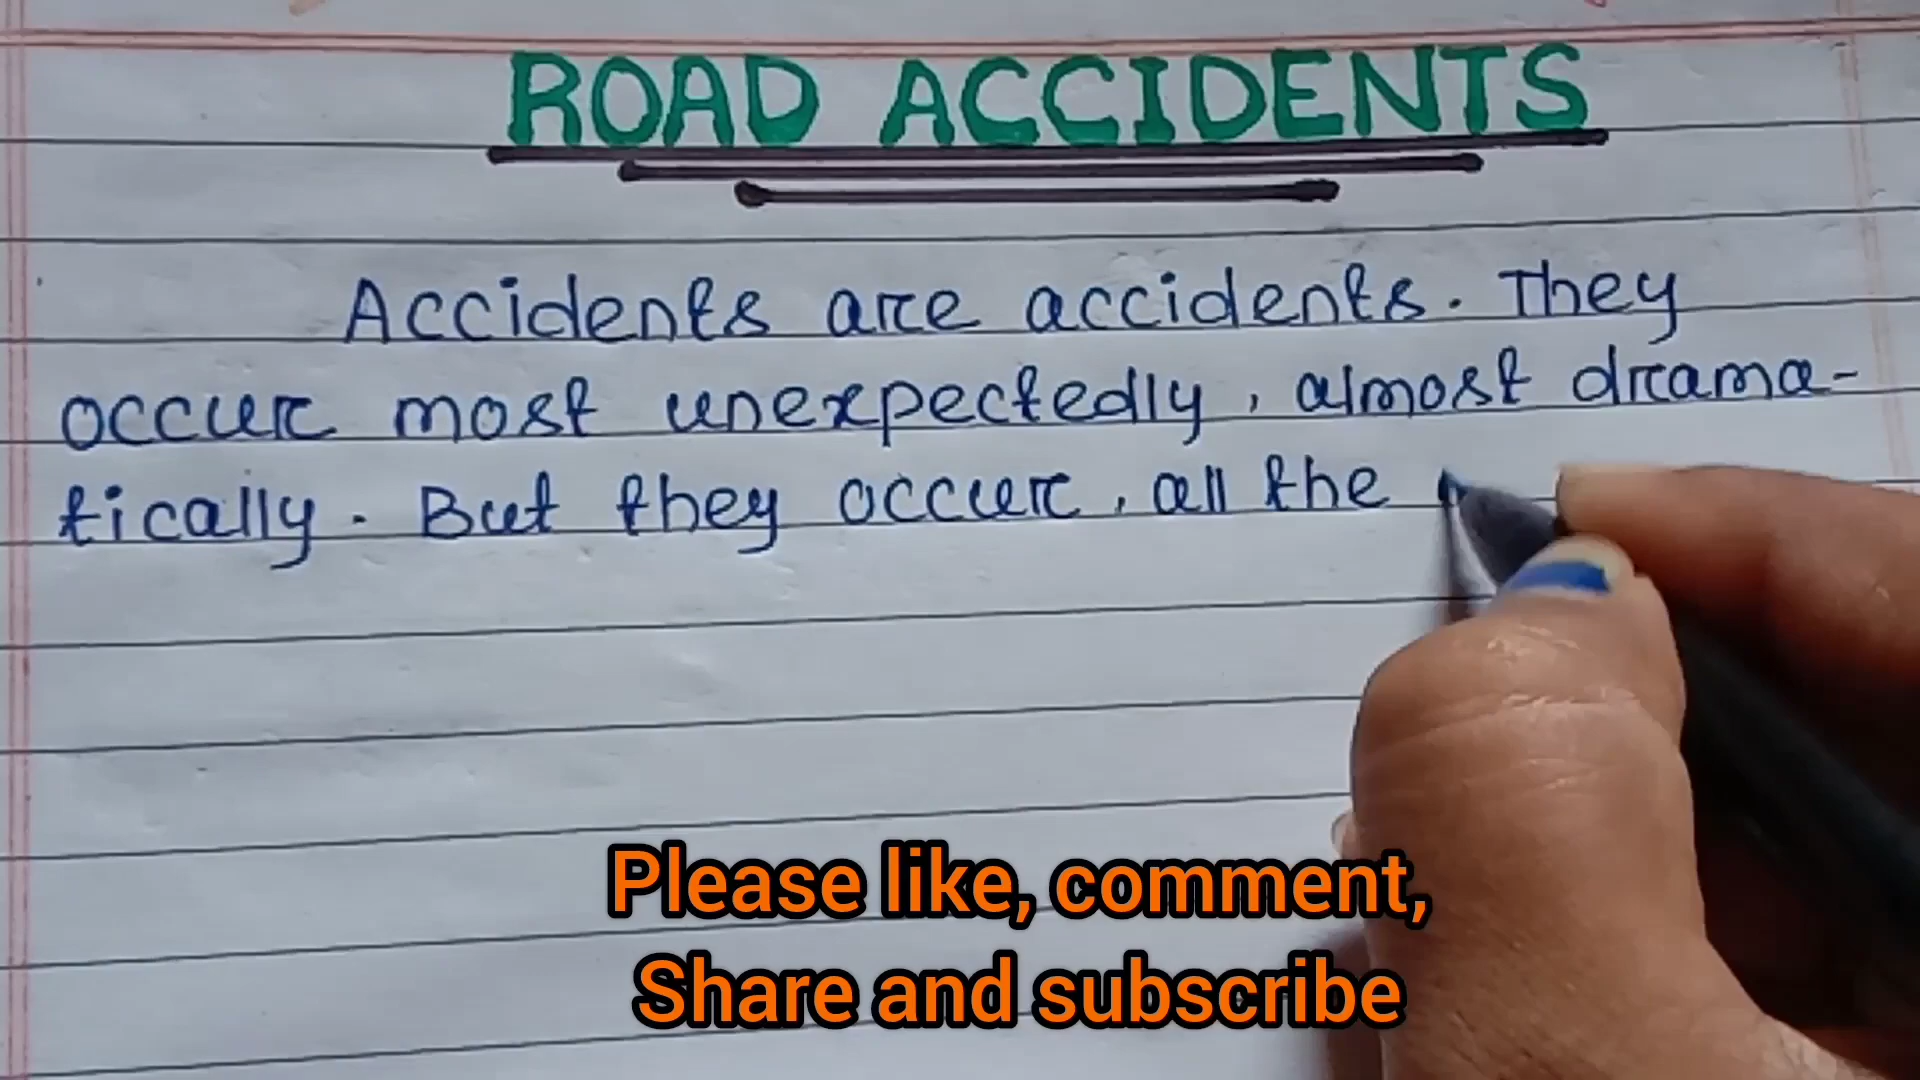 ROAD ACCIDENTS
Accidents are accidents. They
occur most unexpectedly, almost drama-
tically. But they occur, all the
Please like, comment,
Share and subscribe